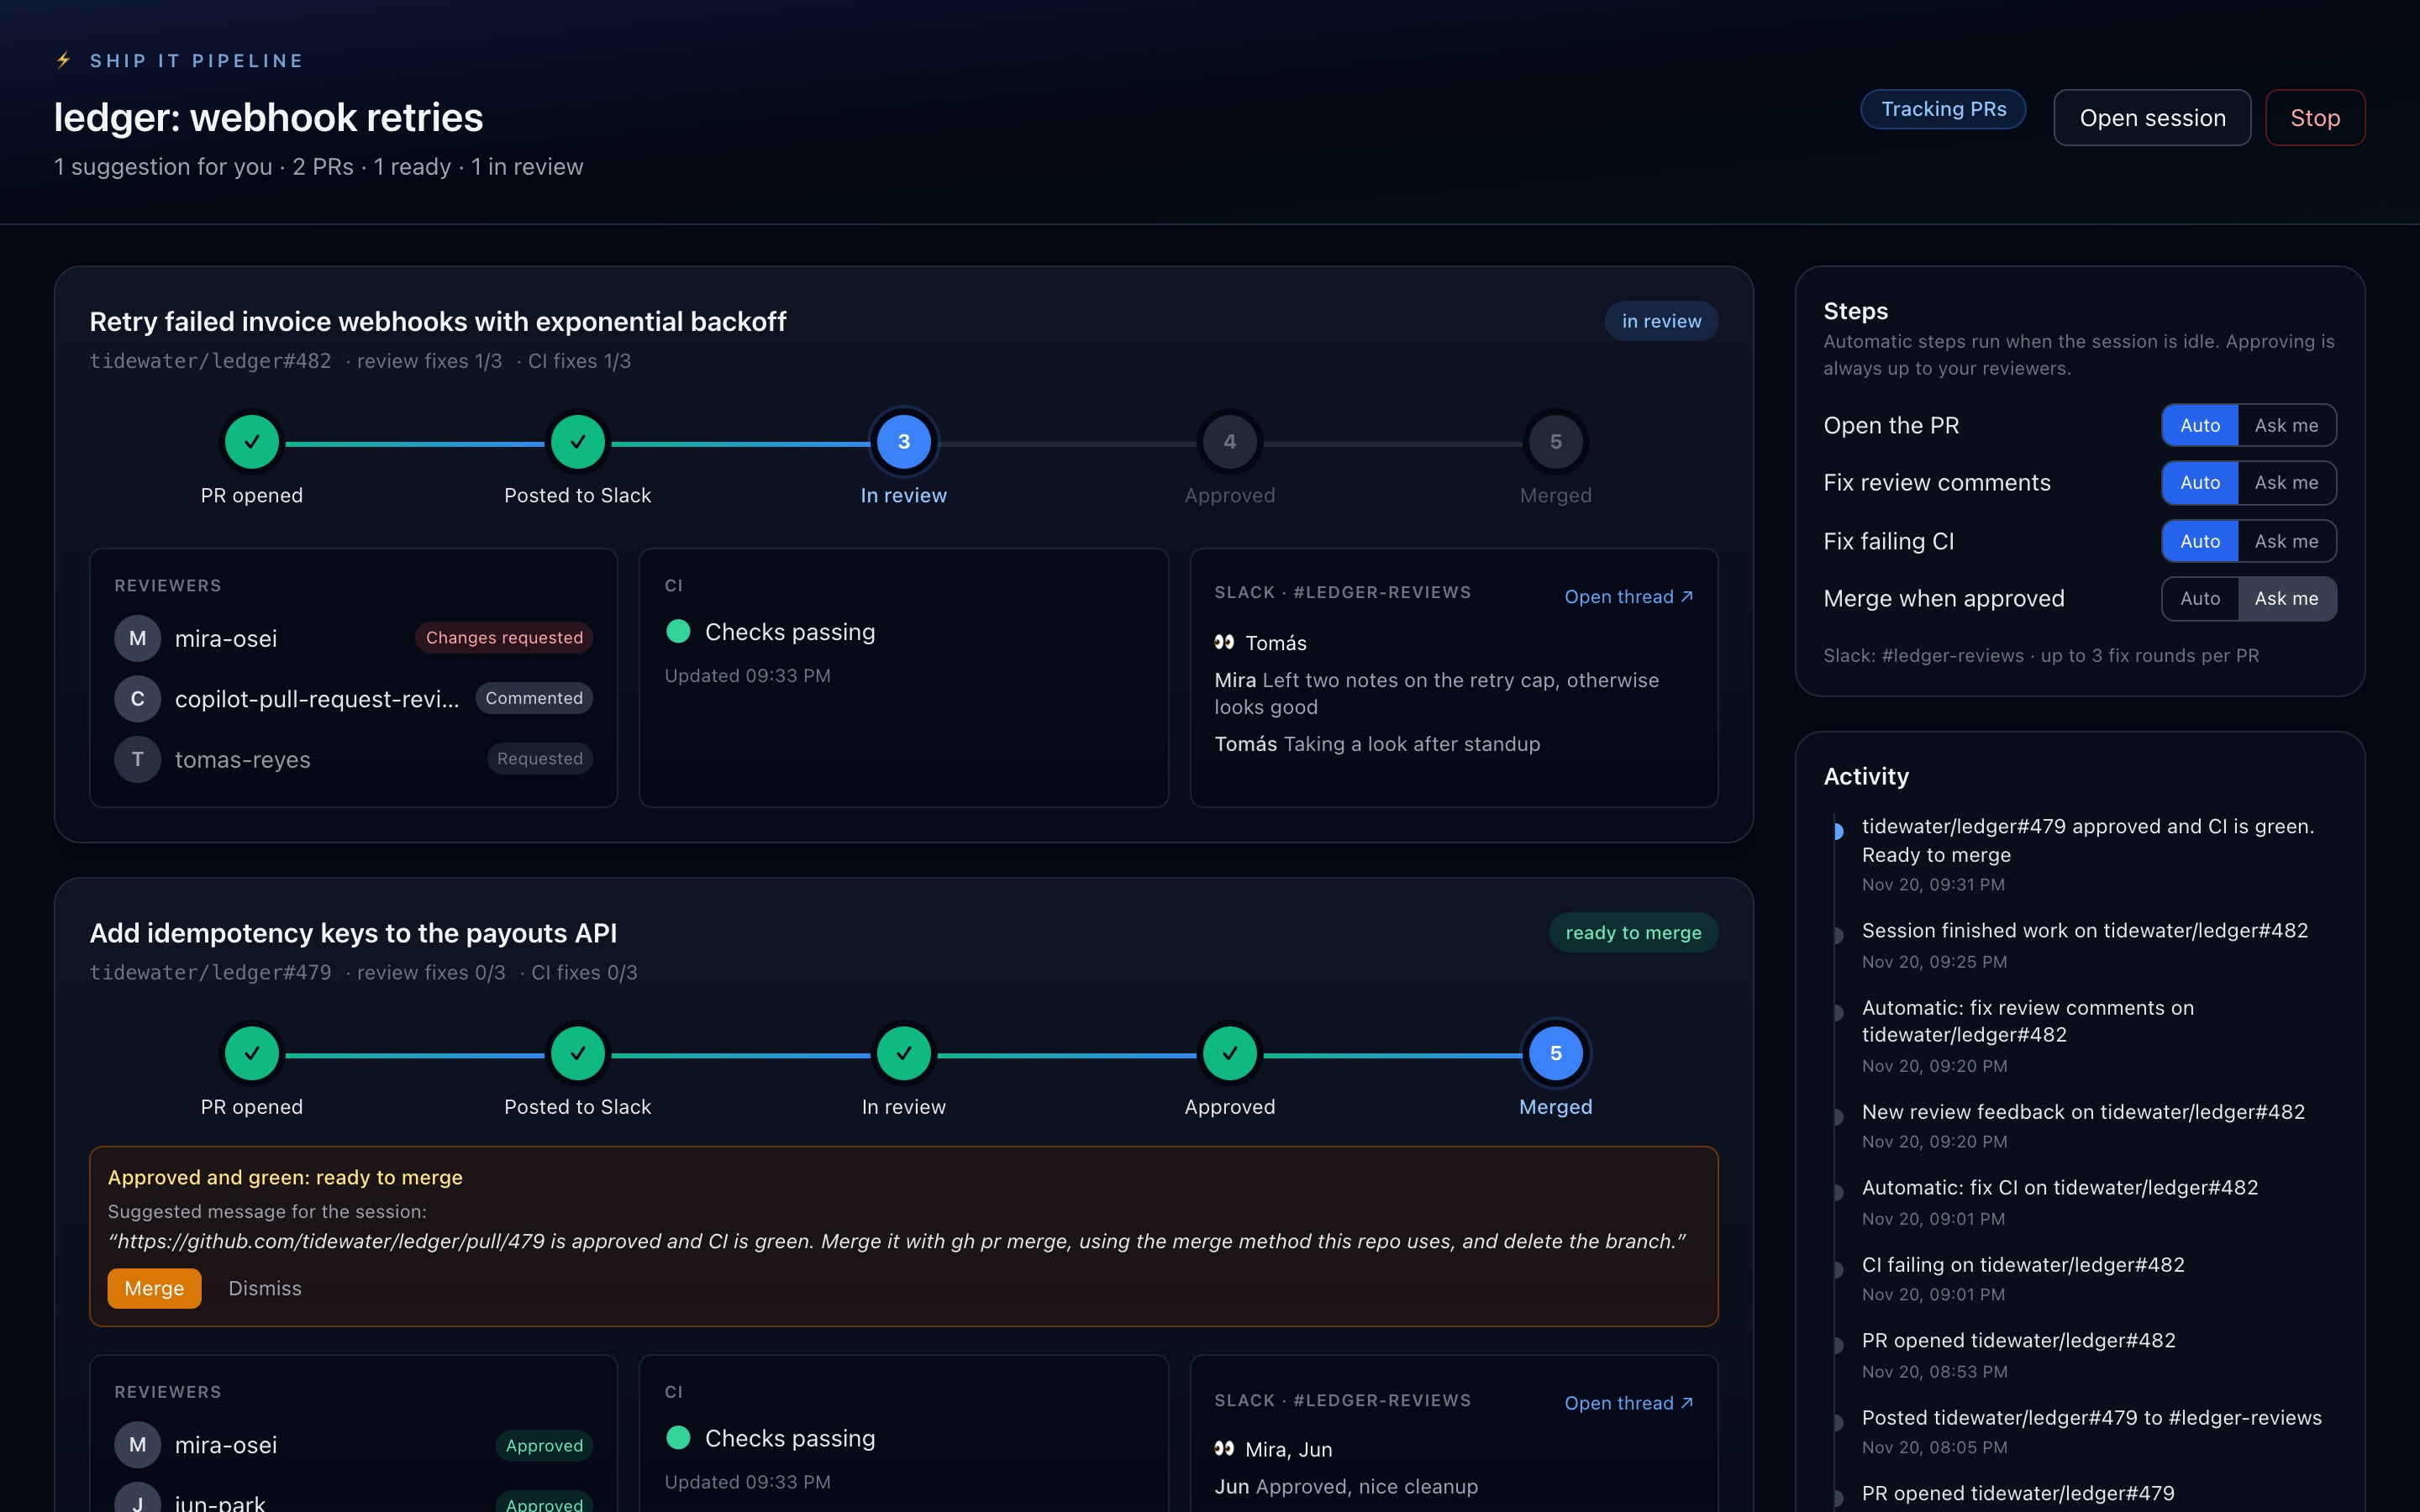 ⚡ SHIP IT PIPELINE
ledger: webhook retries
1 suggestion for you · 2 PRs · 1 ready · 1 in review
Tracking PRs
Open session
Stop
Retry failed invoice webhooks with exponential backoff
in review
tidewater/ledger#482 · review fixes 1/3 · CI fixes 1/3
✓ ✓ 3 4 5
PR opened Posted to Slack In review Approved Merged
REVIEWERS
M mira-osei Changes requested
C copilot-pull-request-revi... Commented
T tomas-reyes Requested
CI
Checks passing
Updated 09:33 PM
SLACK · #LEDGER-REVIEWS Open thread ↗
👀 Tomás
Mira Left two notes on the retry cap, otherwise
looks good
Tomás Taking a look after standup
Add idempotency keys to the payouts API
ready to merge
tidewater/ledger#479 · review fixes 0/3 · CI fixes 0/3
✓ ✓ ✓ ✓ 5
PR opened Posted to Slack In review Approved Merged
Approved and green: ready to merge
Suggested message for the session:
“https://github.com/tidewater/ledger/pull/479 is approved and CI is green. Merge it with gh pr merge, using the merge method this repo uses, and delete the branch.”
Merge Dismiss
REVIEWERS
M mira-osei Approved
J jun-park Approved
CI
Checks passing
Updated 09:33 PM
SLACK · #LEDGER-REVIEWS Open thread ↗
👀 Mira, Jun
Jun Approved, nice cleanup
Steps
Automatic steps run when the session is idle. Approving is
always up to your reviewers.
Open the PR Auto Ask me
Fix review comments Auto Ask me
Fix failing CI Auto Ask me
Merge when approved Auto Ask me
Slack: #ledger-reviews · up to 3 fix rounds per PR
Activity
tidewater/ledger#479 approved and CI is green.
Ready to merge
Nov 20, 09:31 PM
Session finished work on tidewater/ledger#482
Nov 20, 09:25 PM
Automatic: fix review comments on
tidewater/ledger#482
Nov 20, 09:20 PM
New review feedback on tidewater/ledger#482
Nov 20, 09:20 PM
Automatic: fix CI on tidewater/ledger#482
Nov 20, 09:01 PM
CI failing on tidewater/ledger#482
Nov 20, 09:01 PM
PR opened tidewater/ledger#482
Nov 20, 08:53 PM
Posted tidewater/ledger#479 to #ledger-reviews
Nov 20, 08:05 PM
PR opened tidewater/ledger#479